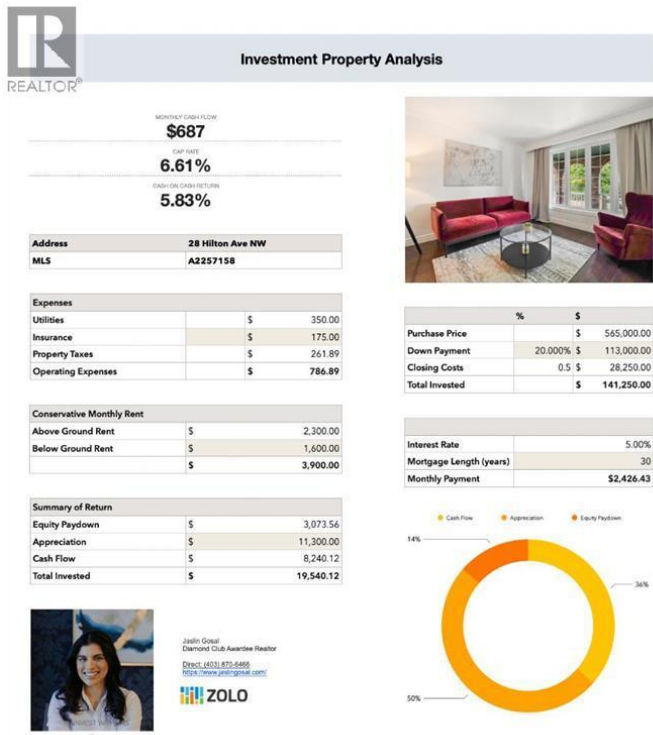 REALTOR®
Investment Property Analysis
MONTHLY CASH FLOW
$687
CAP RATE
6.61%
CASH ON CASH RETURN
5.83%
Address 28 Hilton Ave NW
MLS A2257158
Expenses
Utilities $ 350.00
Insurance $ 175.00
Property Taxes $ 261.89
Operating Expenses $ 786.89
Conservative Monthly Rent
Above Ground Rent $ 2,300.00
Below Ground Rent $ 1,600.00
$ 3,900.00
Summary of Return
Equity Paydown $ 3,073.56
Appreciation $ 11,300.00
Cash Flow $ 8,240.12
Total Invested $ 19,540.12
Jaslin Gosal
Diamond Club Awardee Realtor
Direct: (403) 870-6466
https://www.jaslingosal.com/
ZOLO
% $
Purchase Price $ 565,000.00
Down Payment 20.000% $ 113,000.00
Closing Costs 0.5 $ 28,250.00
Total Invested $ 141,250.00
Interest Rate 5.00%
Mortgage Length (years) 30
Monthly Payment $2,426.43
Cash Flow Appreciation Equity Paydown
14%
36%
50%